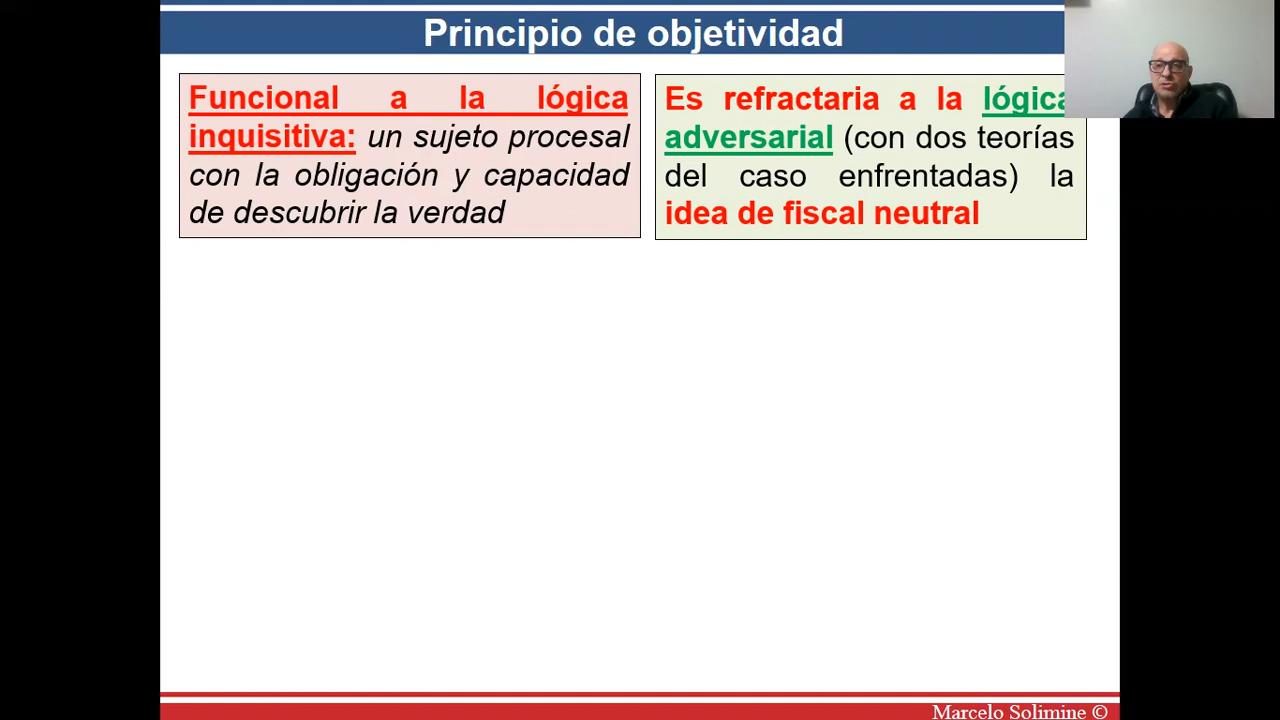 Principio de objetividad
Funcional a la lógica
inquisitiva: un sujeto procesal
con la obligación y capacidad
de descubrir la verdad
Es refractaria a la lógica
adversarial (con dos teorías
del caso enfrentadas) la
idea de fiscal neutral
Marcelo Solimine ©